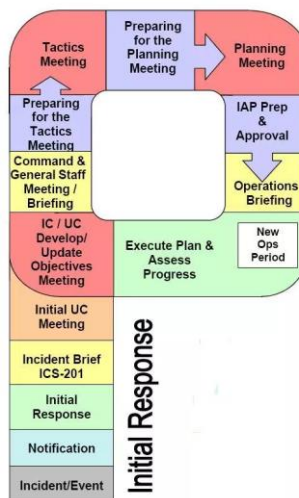 Tactics
Meeting
Preparing
for the
Planning
Meeting
Planning
Meeting
Preparing
for the
Tactics
Meeting
IAP Prep
&
Approval
Command &
General Staff
Meeting /
Briefing
Operations
Briefing
IC / UC
Develop/
Update
Objectives
Meeting
Execute Plan &
Assess
Progress
New
Ops
Period
Initial UC
Meeting
Incident Brief
ICS-201
Initial
Response
Notification
Incident/Event
Initial Response